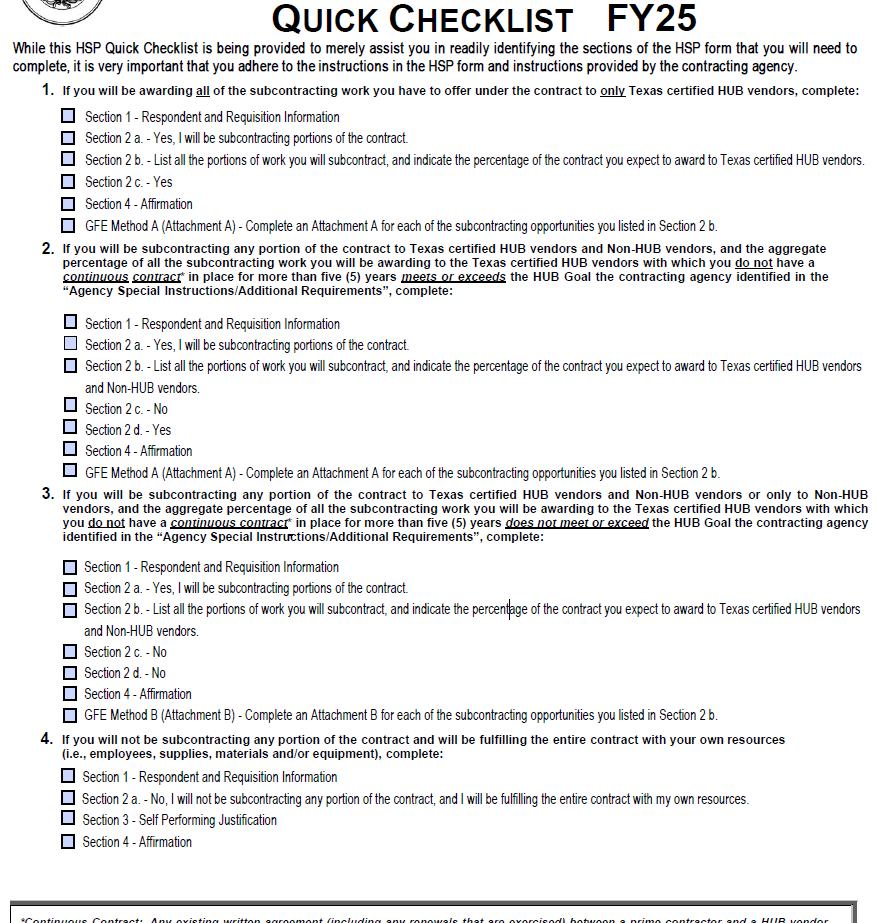 QUICK CHECKLIST FY25
While this HSP Quick Checklist is being provided to merely assist you in readily identifying the sections of the HSP form that you will need to
complete, it is very important that you adhere to the instructions in the HSP form and instructions provided by the contracting agency.
1. If you will be awarding all of the subcontracting work you have to offer under the contract to only Texas certified HUB vendors, complete:
Section 1 - Respondent and Requisition Information
Section 2 a. - Yes, I will be subcontracting portions of the contract.
Section 2 b. - List all the portions of work you will subcontract, and indicate the percentage of the contract you expect to award to Texas certified HUB vendors.
Section 2 c. - Yes
Section 4 - Affirmation
GFE Method A (Attachment A) - Complete an Attachment A for each of the subcontracting opportunities you listed in Section 2 b.
2. If you will be subcontracting any portion of the contract to Texas certified HUB vendors and Non-HUB vendors, and the aggregate
percentage of all the subcontracting work you will be awarding to the Texas certified HUB vendors with which you do not have a
continuous contract* in place for more than five (5) years meets or exceeds the HUB Goal the contracting agency identified in the
“Agency Special Instructions/Additional Requirements”, complete:
Section 1 - Respondent and Requisition Information
Section 2 a. - Yes, I will be subcontracting portions of the contract.
Section 2 b. - List all the portions of work you will subcontract, and indicate the percentage of the contract you expect to award to Texas certified HUB vendors
and Non-HUB vendors.
Section 2 c. - No
Section 2 d. - Yes
Section 4 - Affirmation
GFE Method A (Attachment A) - Complete an Attachment A for each of the subcontracting opportunities you listed in Section 2 b.
3. If you will be subcontracting any portion of the contract to Texas certified HUB vendors and Non-HUB vendors or only to Non-HUB
vendors, and the aggregate percentage of all the subcontracting work you will be awarding to the Texas certified HUB vendors with which
you do not have a continuous contract* in place for more than five (5) years does not meet or exceed the HUB Goal the contracting agency
identified in the “Agency Special Instructions/Additional Requirements”, complete:
Section 1 - Respondent and Requisition Information
Section 2 a. - Yes, I will be subcontracting portions of the contract.
Section 2 b. - List all the portions of work you will subcontract, and indicate the percentage of the contract you expect to award to Texas certified HUB vendors
and Non-HUB vendors.
Section 2 c. - No
Section 2 d. - No
Section 4 - Affirmation
GFE Method B (Attachment B) - Complete an Attachment B for each of the subcontracting opportunities you listed in Section 2 b.
4. If you will not be subcontracting any portion of the contract and will be fulfilling the entire contract with your own resources
(i.e., employees, supplies, materials and/or equipment), complete:
Section 1 - Respondent and Requisition Information
Section 2 a. - No, I will not be subcontracting any portion of the contract, and I will be fulfilling the entire contract with my own resources.
Section 3 - Self Performing Justification
Section 4 - Affirmation
*Continuous Contract: Any existing written agreement (including any renewals that are exercised) between a prime contractor and a HUB vendor,